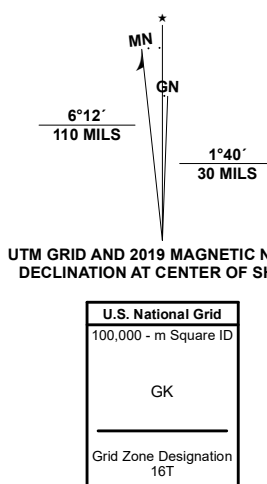 ★
MN
GN
6°12´
110 MILS
1°40´
30 MILS
UTM GRID AND 2019 MAGNETIC N
DECLINATION AT CENTER OF SH
U.S. National Grid
100,000 - m Square ID
GK
Grid Zone Designation
16T